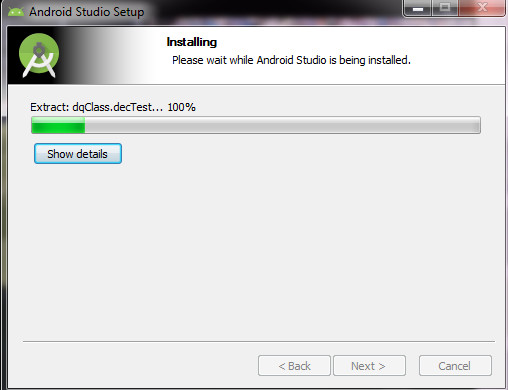 Android Studio Setup
Installing
Please wait while Android Studio is being installed.
Extract: dqClass.decTest... 100%
Show details
< Back
Next >
Cancel